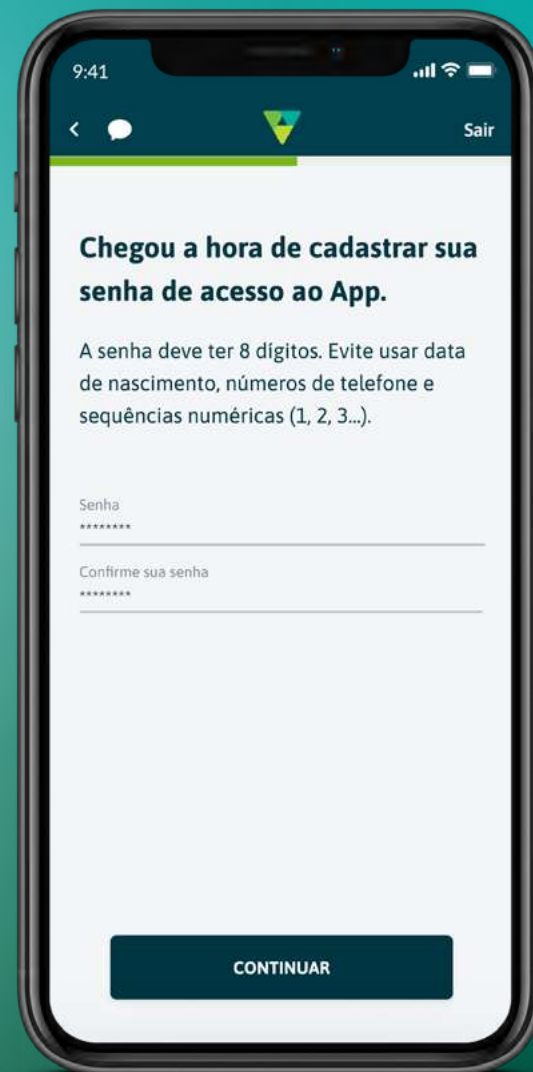 9:41
Sair
Chegou a hora de cadastrar sua
senha de acesso ao App.
A senha deve ter 8 dígitos. Evite usar data
de nascimento, números de telefone e
sequências numéricas (1, 2, 3...).
Senha
********
Confirme sua senha
********
CONTINUAR